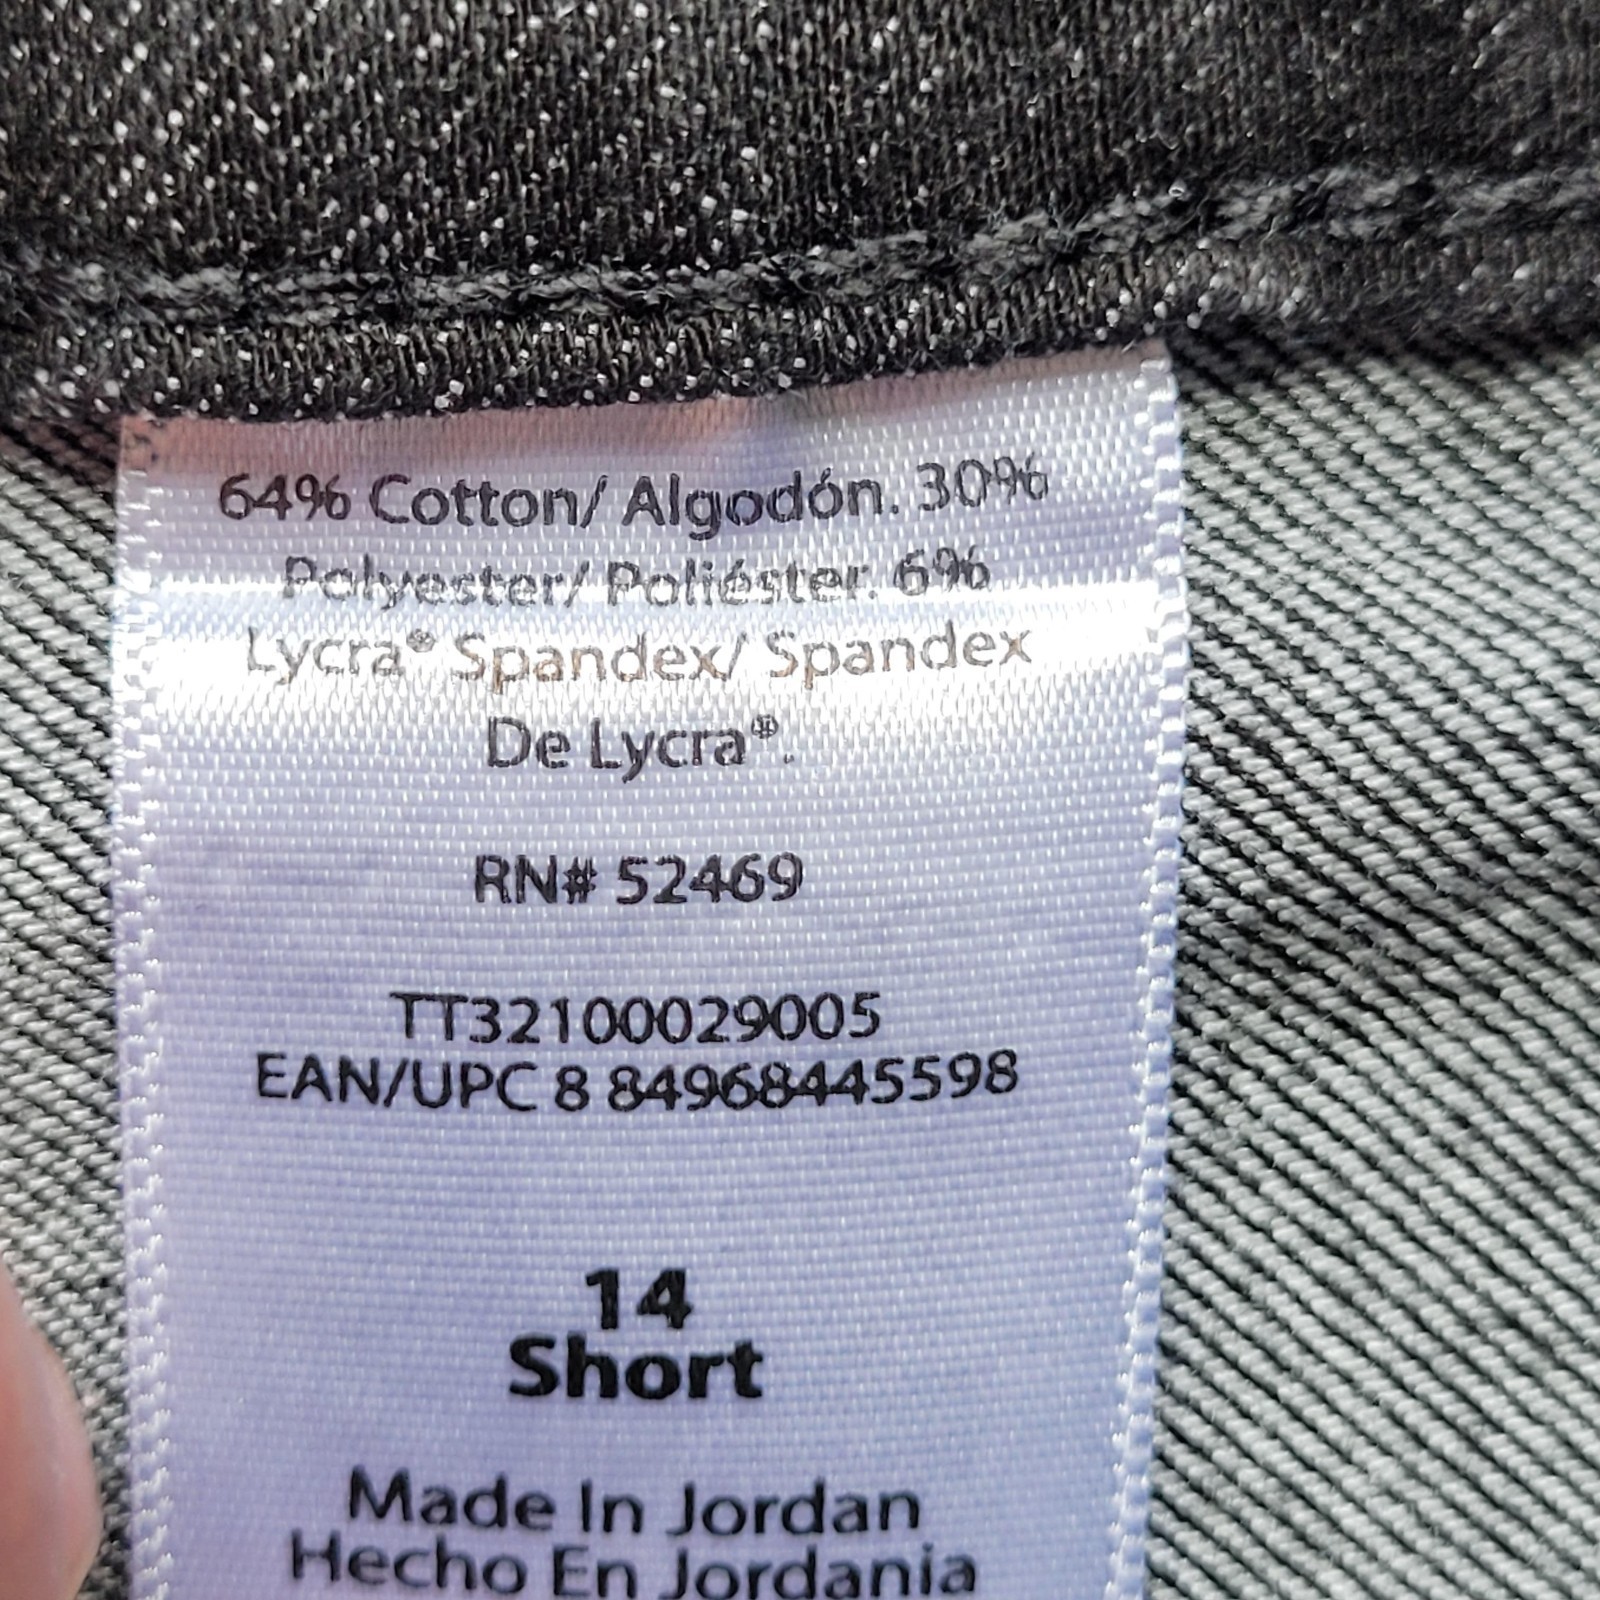 64% Cotton/ Algodón. 30%
Polyester/ Poliéster. 6%
Lycra® Spandex/ Spandex
De Lycra®.
RN# 52469
TT32100029005
EAN/UPC 8 84968445598
14
Short
Made In Jordan
Hecho En Jordania